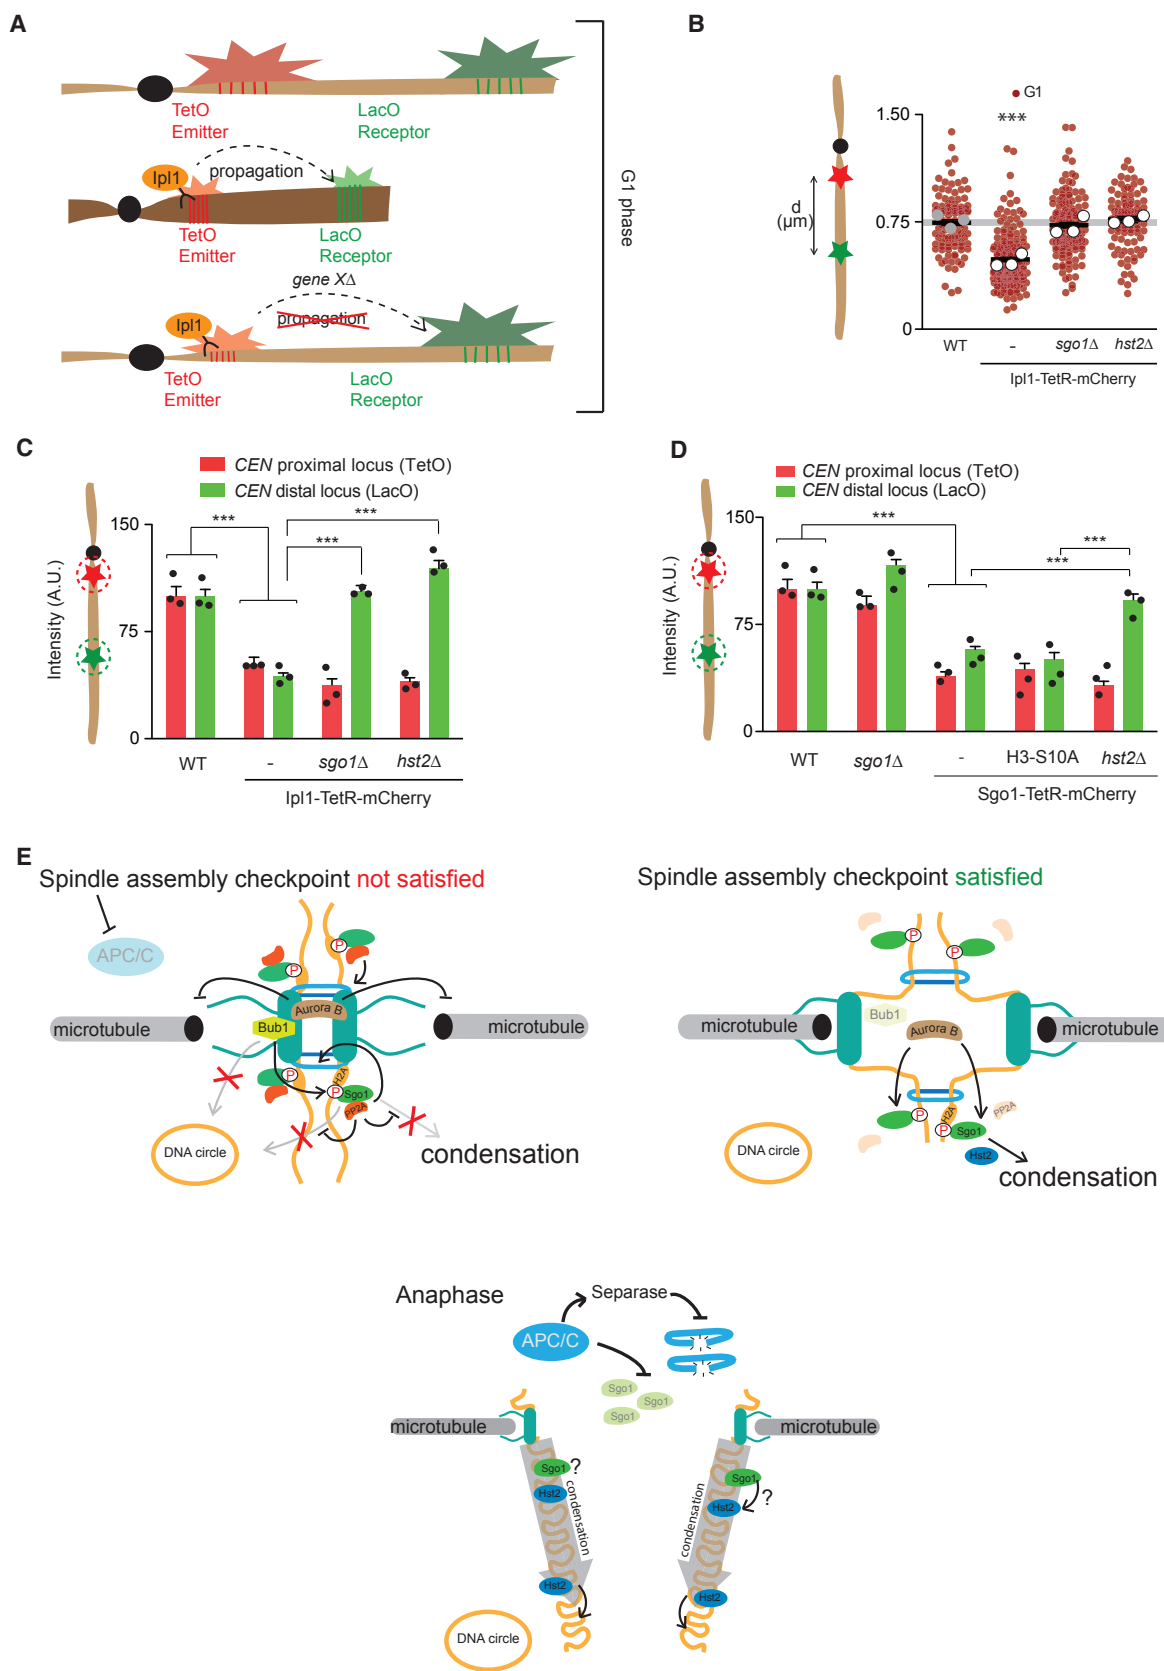 A
TetO
Emitter
LacO
Receptor
Ipl1
propagation
TetO
Emitter
LacO
Receptor
gene XΔ
Ipl1
propagation
TetO
Emitter
LacO
Receptor
G1 phase
B
d
(μm)
G1
***
1.50
0.75
0
WT
-
sgo1Δ
hst2Δ
Ipl1-TetR-mCherry
C
CEN proximal locus (TetO)
CEN distal locus (LacO)
Intensity (A.U.)
150
75
0
***
***
***
WT
-
sgo1Δ
hst2Δ
Ipl1-TetR-mCherry
D
CEN proximal locus (TetO)
CEN distal locus (LacO)
Intensity (A.U.)
150
75
0
***
***
***
WT
sgo1Δ
-
H3-S10A
hst2Δ
Sgo1-TetR-mCherry
E
Spindle assembly checkpoint not satisfied
APC/C
P
P
Aurora B
Bub1
microtubule
microtubule
P
H2A
P
Sgo1
PP2A
DNA circle
condensation
Spindle assembly checkpoint satisfied
P
P
Bub1
Aurora B
microtubule
microtubule
P
H2A
P
Sgo1
PP2A
Hst2
DNA circle
condensation
Anaphase
Separase
APC/C
Sgo1
Sgo1
Sgo1
microtubule
microtubule
Sgo1
?
Hst2
condensation
Hst2
Sgo1
?
Hst2
condensation
Hst2
DNA circle